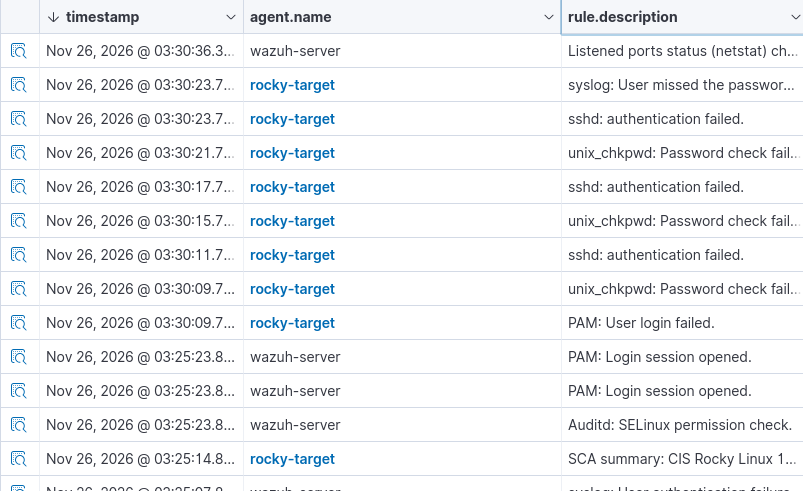 timestamp agent.name rule.description
Nov 26, 2026 @ 03:30:36.3... wazuh-server Listened ports status (netstat) ch...
Nov 26, 2026 @ 03:30:23.7... rocky-target syslog: User missed the passwor...
Nov 26, 2026 @ 03:30:23.7... rocky-target sshd: authentication failed.
Nov 26, 2026 @ 03:30:21.7... rocky-target unix_chkpwd: Password check fail...
Nov 26, 2026 @ 03:30:17.7... rocky-target sshd: authentication failed.
Nov 26, 2026 @ 03:30:15.7... rocky-target unix_chkpwd: Password check fail...
Nov 26, 2026 @ 03:30:11.7... rocky-target sshd: authentication failed.
Nov 26, 2026 @ 03:30:09.7... rocky-target unix_chkpwd: Password check fail...
Nov 26, 2026 @ 03:30:09.7... rocky-target PAM: User login failed.
Nov 26, 2026 @ 03:25:23.8... wazuh-server PAM: Login session opened.
Nov 26, 2026 @ 03:25:23.8... wazuh-server PAM: Login session opened.
Nov 26, 2026 @ 03:25:23.8... wazuh-server Auditd: SELinux permission check.
Nov 26, 2026 @ 03:25:14.8... rocky-target SCA summary: CIS Rocky Linux 1...